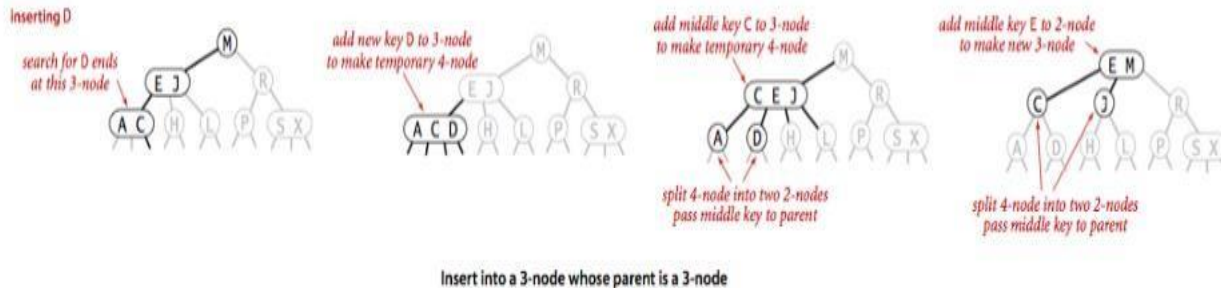 inserting D
search for D ends
at this 3-node
M
E J
R
A C
H
L
P
S X
add new key D to 3-node
to make temporary 4-node
M
E J
R
A C D
H
L
P
S X
add middle key C to 3-node
to make temporary 4-node
M
C E J
R
A
D
H
L
P
S X
split 4-node into two 2-nodes
pass middle key to parent
add middle key E to 2-node
to make new 3-node
E M
C
J
R
A
D
H
L
P
S X
split 4-node into two 2-nodes
pass middle key to parent
Insert into a 3-node whose parent is a 3-node